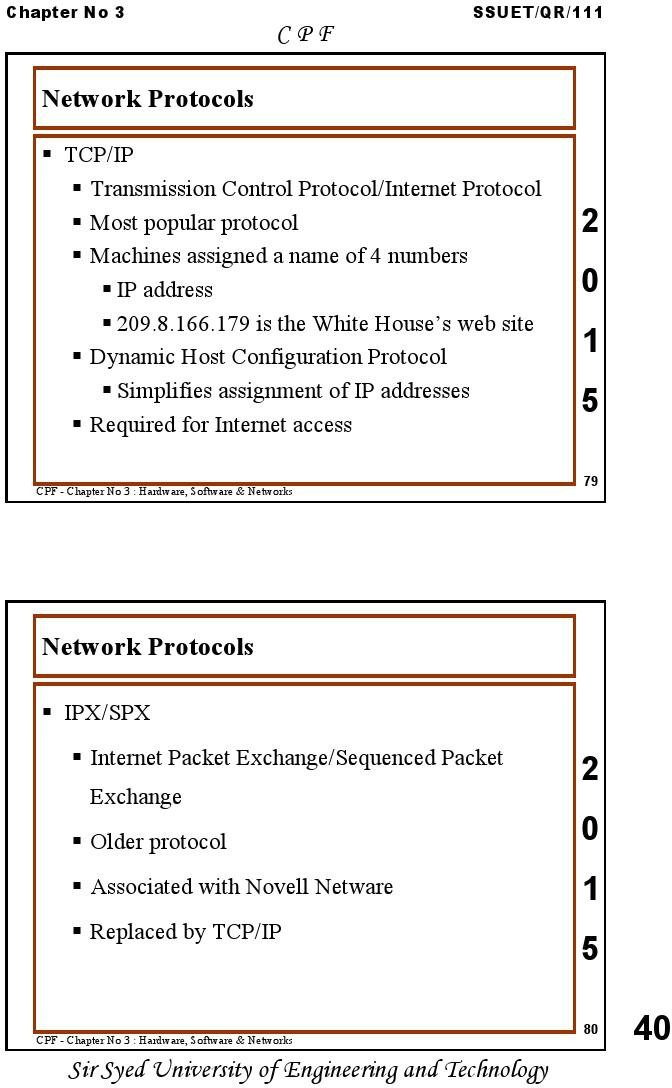 Chapter No 3 SSUET/QR/111
C P F
Network Protocols
▪ TCP/IP
▪ Transmission Control Protocol/Internet Protocol
▪ Most popular protocol
▪ Machines assigned a name of 4 numbers
▪ IP address
▪ 209.8.166.179 is the White House’s web site
▪ Dynamic Host Configuration Protocol
▪ Simplifies assignment of IP addresses
▪ Required for Internet access
2
0
1
5
79
CPF - Chapter No 3 : Hardware, Software & Networks
Network Protocols
▪ IPX/SPX
▪ Internet Packet Exchange/Sequenced Packet
Exchange
▪ Older protocol
▪ Associated with Novell Netware
▪ Replaced by TCP/IP
2
0
1
5
80
CPF - Chapter No 3 : Hardware, Software & Networks
40
Sir Syed University of Engineering and Technology